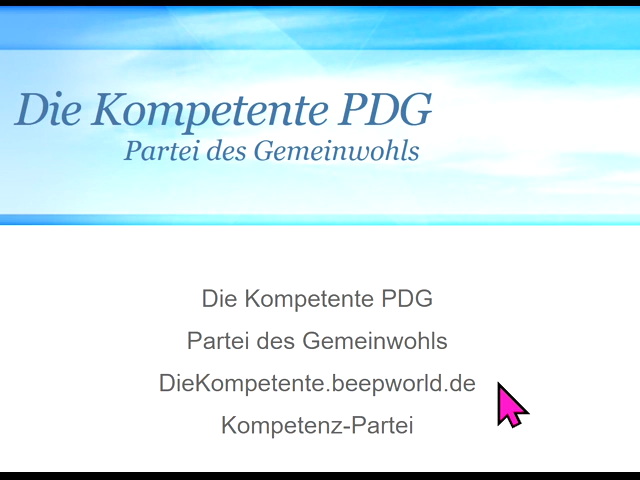 Die Kompetente PDG
Partei des Gemeinwohls
Die Kompetente PDG
Partei des Gemeinwohls
DieKompetente.beepworld.de
Kompetenz-Partei